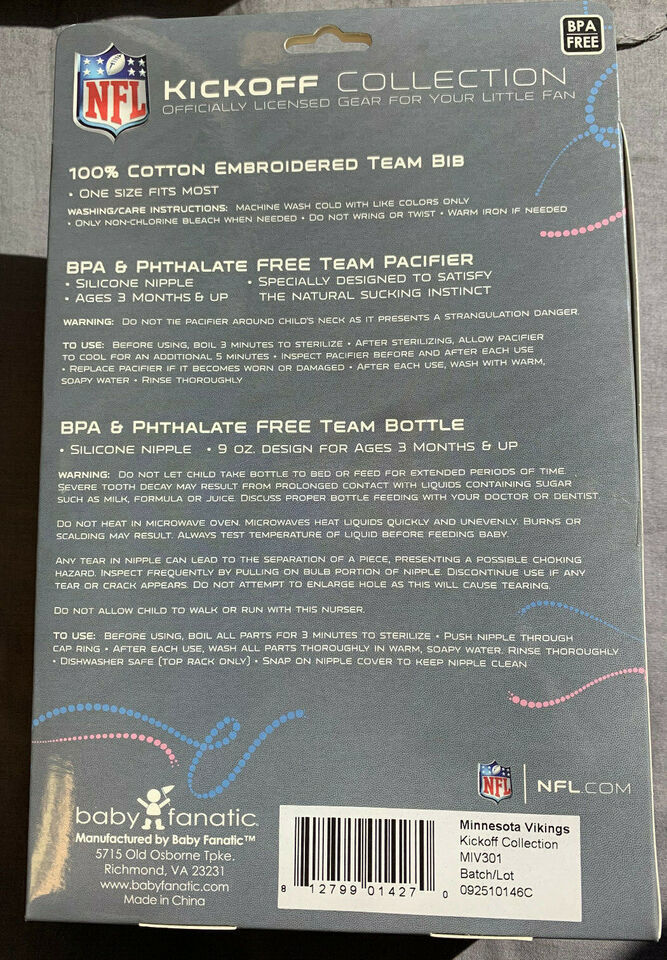 BPA
FREE
NFL
KICKOFF COLLECTION
OFFICIALLY LICENSED GEAR FOR YOUR LITTLE FAN
100% COTTON EMBROIDERED TEAM BIB
• ONE SIZE FITS MOST
WASHING/CARE INSTRUCTIONS: MACHINE WASH COLD WITH LIKE COLORS ONLY
• ONLY NON-CHLORINE BLEACH WHEN NEEDED • DO NOT WRING OR TWIST • WARM IRON IF NEEDED
BPA & PHTHALATE FREE TEAM PACIFIER
• SILICONE NIPPLE • SPECIALLY DESIGNED TO SATISFY
• AGES 3 MONTHS & UP THE NATURAL SUCKING INSTINCT
WARNING: DO NOT TIE PACIFIER AROUND CHILD'S NECK AS IT PRESENTS A STRANGULATION DANGER.
TO USE: BEFORE USING, BOIL 3 MINUTES TO STERILIZE • AFTER STERILIZING, ALLOW PACIFIER
TO COOL FOR AN ADDITIONAL 5 MINUTES • INSPECT PACIFIER BEFORE AND AFTER EACH USE
• REPLACE PACIFIER IF IT BECOMES WORN OR DAMAGED • AFTER EACH USE, WASH WITH WARM,
SOAPY WATER • RINSE THOROUGHLY
BPA & PHTHALATE FREE TEAM BOTTLE
• SILICONE NIPPLE • 9 OZ. DESIGN FOR AGES 3 MONTHS & UP
WARNING: DO NOT LET CHILD TAKE BOTTLE TO BED OR FEED FOR EXTENDED PERIODS OF TIME.
SEVERE TOOTH DECAY MAY RESULT FROM PROLONGED CONTACT WITH LIQUIDS CONTAINING SUGAR
SUCH AS MILK, FORMULA OR JUICE. DISCUSS PROPER BOTTLE FEEDING WITH YOUR DOCTOR OR DENTIST.
DO NOT HEAT IN MICROWAVE OVEN. MICROWAVES HEAT LIQUIDS QUICKLY AND UNEVENLY. BURNS OR
SCALDING MAY RESULT. ALWAYS TEST TEMPERATURE OF LIQUID BEFORE FEEDING BABY.
ANY TEAR IN NIPPLE CAN LEAD TO THE SEPARATION OF A PIECE, PRESENTING A POSSIBLE CHOKING
HAZARD. INSPECT FREQUENTLY BY PULLING ON BULB PORTION OF NIPPLE. DISCONTINUE USE IF ANY
TEAR OR CRACK APPEARS. DO NOT ATTEMPT TO ENLARGE HOLE AS THIS WILL CAUSE TEARING.
DO NOT ALLOW CHILD TO WALK OR RUN WITH THIS NURSER.
TO USE: BEFORE USING, BOIL ALL PARTS FOR 3 MINUTES TO STERILIZE • PUSH NIPPLE THROUGH
CAP RING • AFTER EACH USE, WASH ALL PARTS THOROUGHLY IN WARM, SOAPY WATER. RINSE THOROUGHLY
• DISHWASHER SAFE (TOP RACK ONLY) • SNAP ON NIPPLE COVER TO KEEP NIPPLE CLEAN
NFL NFL.COM
baby fanatic
Manufactured by Baby Fanatic™
5715 Old Osborne Tpke.
Richmond, VA 23231
www.babyfanatic.com
Made in China
8 12799 01427 0
Minnesota Vikings
Kickoff Collection
MIV301
Batch/Lot
092510146C